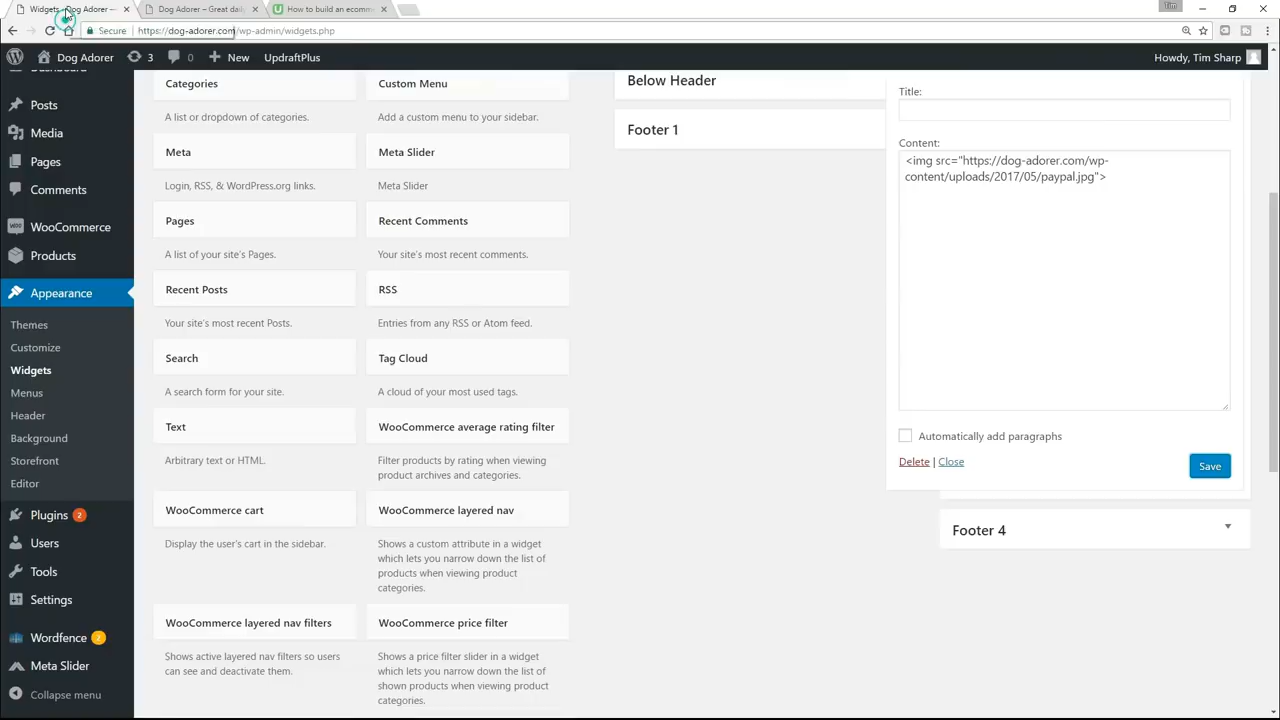 Widgets ‹ Dog Adorer —
Dog Adorer – Great daily
How to build an ecomme
Tim
Secure
https://dog-adorer.com/wp-admin/widgets.php
Dog Adorer
3
0
New
UpdraftPlus
Howdy, Tim Sharp
Posts
Media
Pages
Comments
WooCommerce
Products
Appearance
Themes
Customize
Widgets
Menus
Header
Background
Storefront
Editor
Plugins 2
Users
Tools
Settings
Wordfence 2
Meta Slider
Collapse menu
Categories
A list or dropdown of categories.
Meta
Login, RSS, & WordPress.org links.
Pages
A list of your site's Pages.
Recent Posts
Your site's most recent Posts.
Search
A search form for your site.
Text
Arbitrary text or HTML.
WooCommerce cart
Display the user's cart in the sidebar.
WooCommerce layered nav filters
Shows active layered nav filters so users
can see and deactivate them.
Custom Menu
Add a custom menu to your sidebar.
Meta Slider
Meta Slider
Recent Comments
Your site's most recent comments.
RSS
Entries from any RSS or Atom feed.
Tag Cloud
A cloud of your most used tags.
WooCommerce average rating filter
Filter products by rating when viewing
product archives and categories.
WooCommerce layered nav
Shows a custom attribute in a widget
which lets you narrow down the list of
products when viewing product
categories.
WooCommerce price filter
Shows a price filter slider in a widget
which lets you narrow down the list of
shown products when viewing product
categories.
Below Header
Footer 1
Title:
Content:
<img src="https://dog-adorer.com/wp-
content/uploads/2017/05/paypal.jpg">
Automatically add paragraphs
Delete | Close
Save
Footer 4